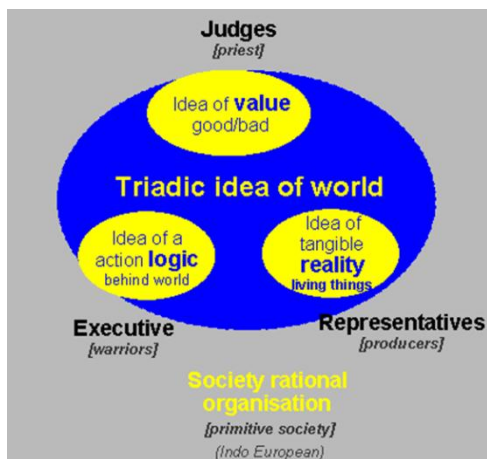 Judges
[priest]
Idea of value
good/bad
Triadic idea of world
Idea of a
action logic
behind world
Idea of
tangible
reality
living things
Executive
[warriors]
Representatives
[producers]
Society rational
organisation
[primitive society]
(Indo European)